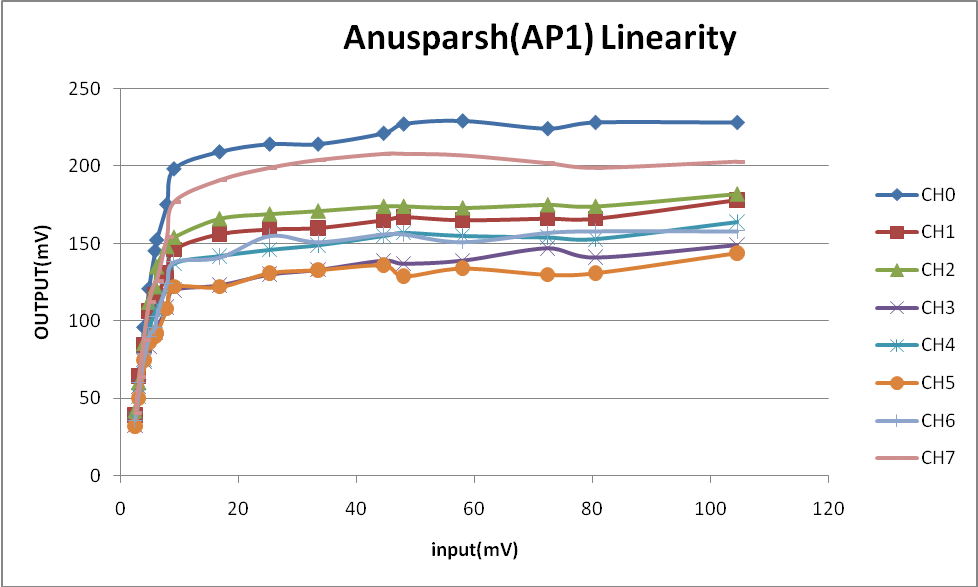 Anusparsh(AP1) Linearity
250
200
150
100
50
0
OUTPUT(mV)
0 20 40 60 80 100 120
input(mV)
CH0
CH1
CH2
CH3
CH4
CH5
CH6
CH7